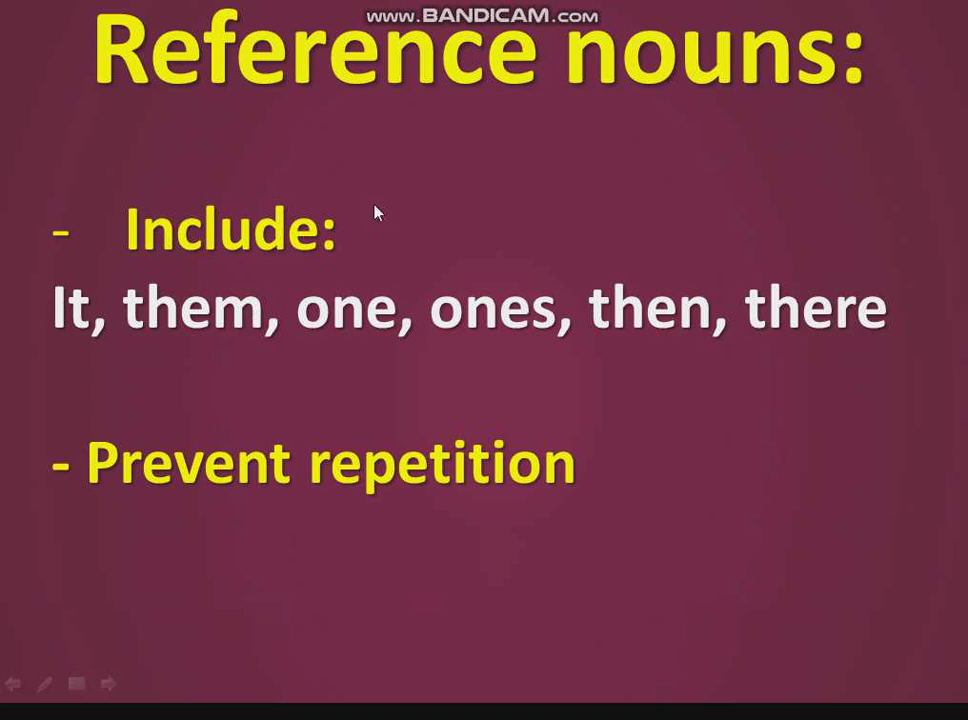 www.BANDICAM.com
Reference nouns:
- Include:
It, them, one, ones, then, there
- Prevent repetition